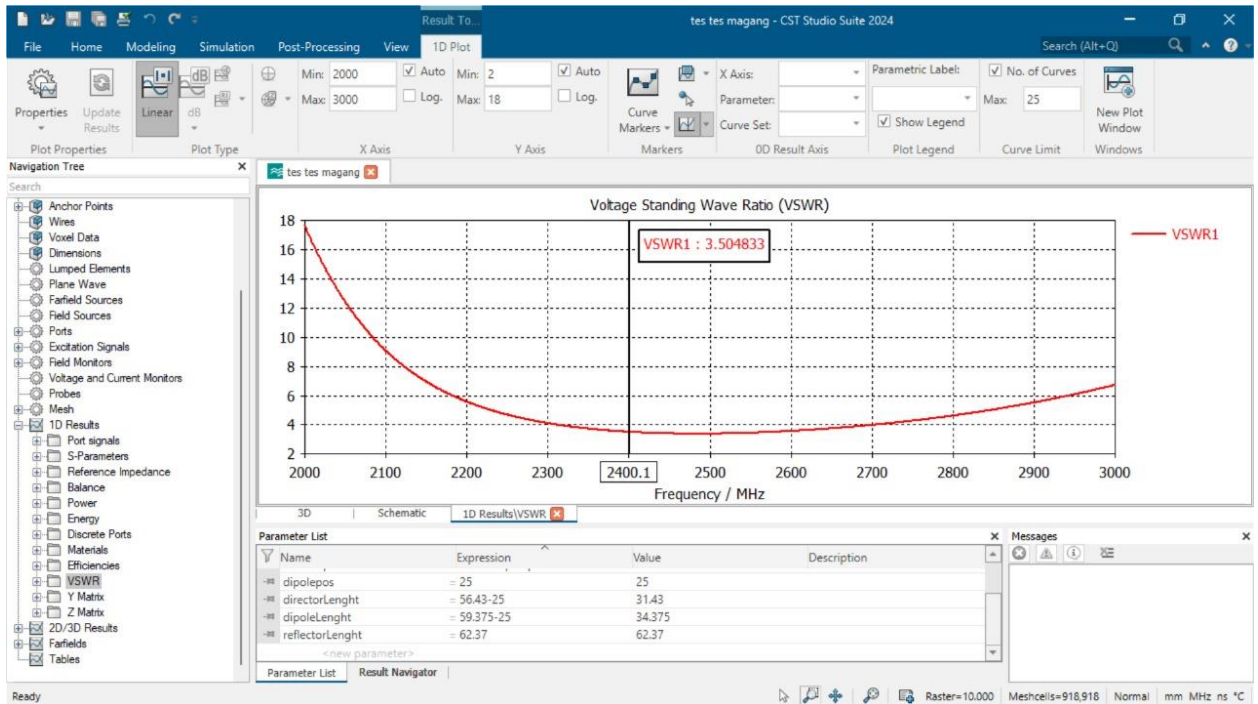 Result To...
tes tes magang - CST Studio Suite 2024
File Home Modeling Simulation Post-Processing View 1D Plot Search (Alt+Q)
Properties
Update Results
Linear
dB
Min: 2000 Auto
Max: 3000 Log.
Min: 2 Auto
Max: 18 Log.
Curve Markers
X Axis:
Parameter:
Curve Set:
Parametric Label:
Show Legend
No. of Curves
Max: 25
New Plot Window
Plot Properties Plot Type X Axis Y Axis Markers 0D Result Axis Plot Legend Curve Limit Windows
Navigation Tree
Search
Anchor Points
Wires
Voxel Data
Dimensions
Lumped Elements
Plane Wave
Farfield Sources
Field Sources
Ports
Excitation Signals
Field Monitors
Voltage and Current Monitors
Probes
Mesh
1D Results
Port signals
S-Parameters
Reference Impedance
Balance
Power
Energy
Discrete Ports
Materials
Efficiencies
VSWR
Y Matrix
Z Matrix
2D/3D Results
Farfields
Tables
tes tes magang
Voltage Standing Wave Ratio (VSWR)
VSWR1 : 3.504833
VSWR1
18
16
14
12
10
8
6
4
2
2000 2100 2200 2300 2400.1 2500 2600 2700 2800 2900 3000
Frequency / MHz
3D Schematic 1D Results\VSWR
Parameter List
Name Expression Value Description
dipolepos = 25 25
directorLenght = 56.43-25 31.43
dipoleLenght = 59.375-25 34.375
reflectorLenght = 62.37 62.37
<new parameter>
Parameter List Result Navigator
Messages
Ready
Raster=10.000 Meshcells=918,918 Normal mm MHz ns °C